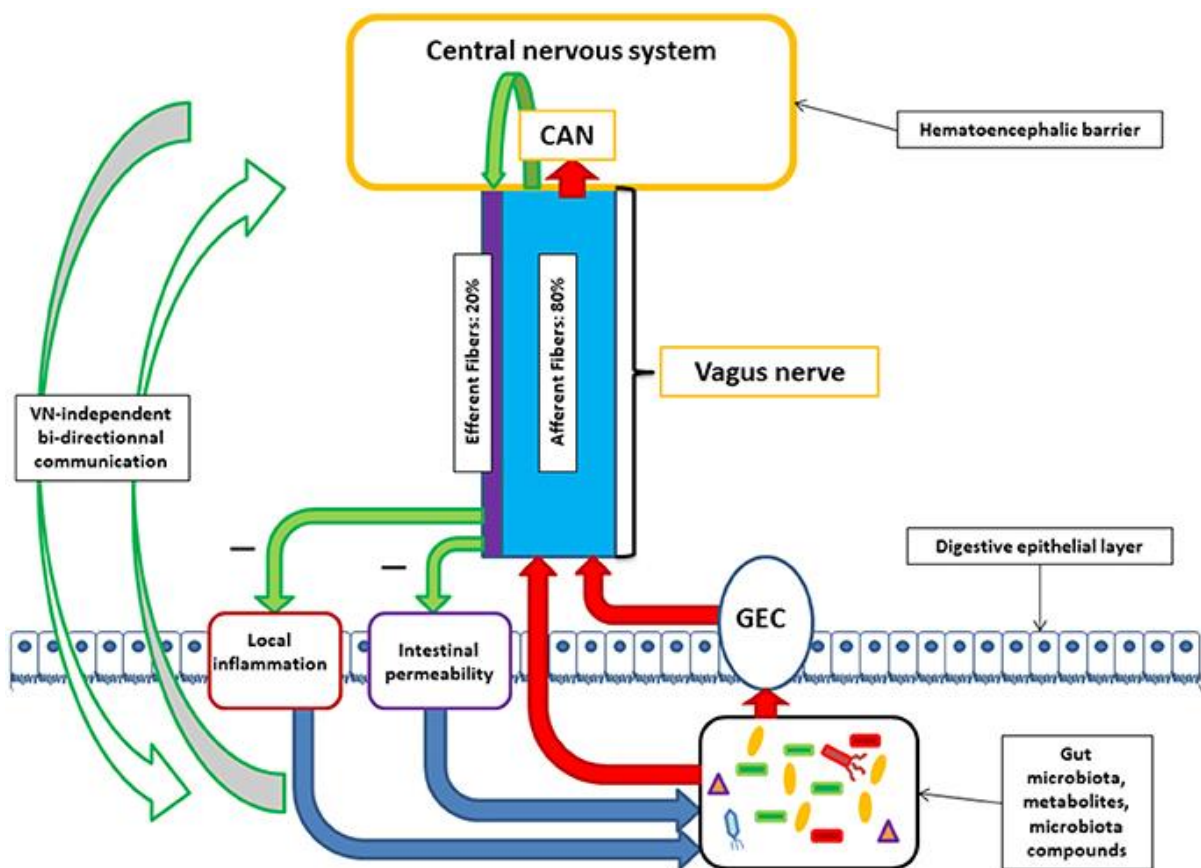 Central nervous system
CAN
Hematoencephalic barrier
Efferent Fibers: 20%
Afferent Fibers: 80%
Vagus nerve
VN-independent
bi-directionnal
communication
–
–
Digestive epithelial layer
GEC
Local
inflammation
Intestinal
permeability
Gut
microbiota,
metabolites,
microbiota
compounds